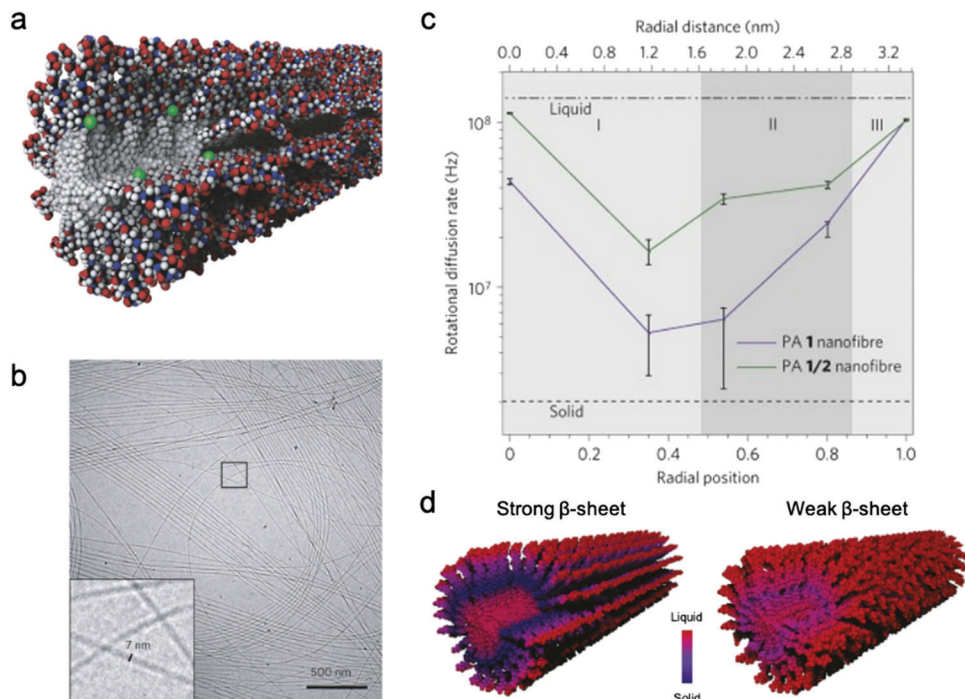 a
b
7 nm
500 nm
c
Radial distance (nm)
0.0 0.4 0.8 1.2 1.6 2.0 2.4 2.8 3.2
Liquid
I II III
10⁸
10⁷
Rotational diffusion rate (Hz)
PA 1 nanofibre
PA 1/2 nanofibre
Solid
0 0.2 0.4 0.6 0.8 1.0
Radial position
d
Strong β-sheet Weak β-sheet
Liquid
Solid